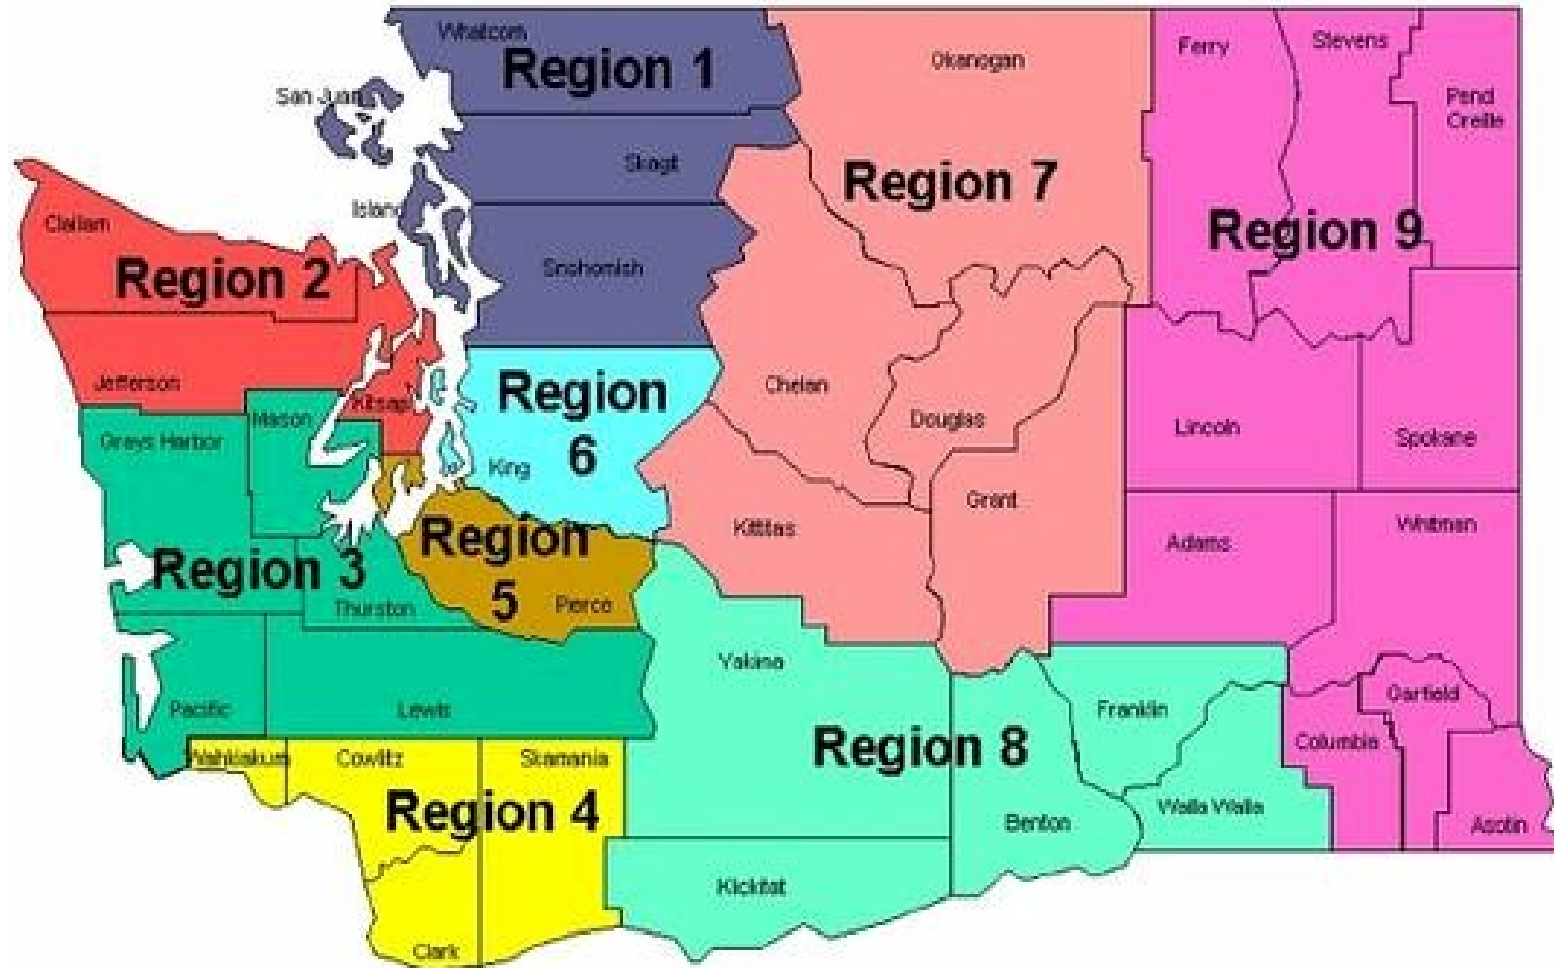 Whatcom
Region 1
San Juan
Skagit
Island
Snohomish
Okanogan
Region 7
Ferry
Stevens
Pend
Oreille
Region 9
Clallam
Region 2
Jefferson
Kitsap
Mason
Grays Harbor
Region
6
King
Chelan
Douglas
Lincoln
Spokane
Region
5
Pierce
Kittitas
Grant
Adams
Whitman
Region 3
Thurston
Pacific
Lewis
Yakima
Region 8
Franklin
Garfield
Columbia
Wahkiakum
Cowlitz
Skamania
Region 4
Benton
Walla Walla
Asotin
Clark
Klickitat